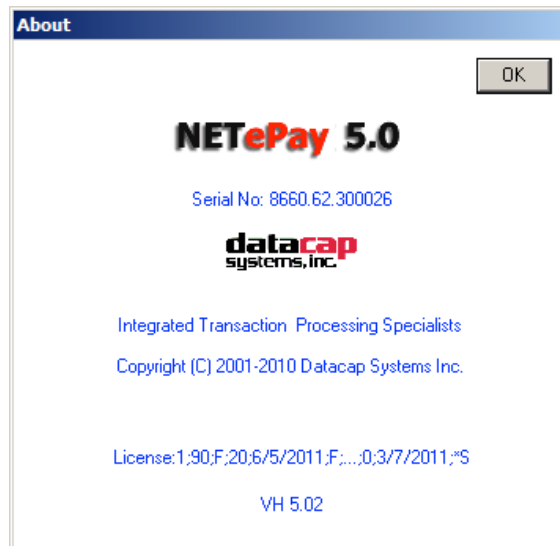 About
OK
NETePay 5.0
Serial No: 8660.62.300026
datacap
systems, inc.
Integrated Transaction Processing Specialists
Copyright (C) 2001-2010 Datacap Systems Inc.
License:1;90;F;20;6/5/2011;F;...;0;3/7/2011;*S
VH 5.02